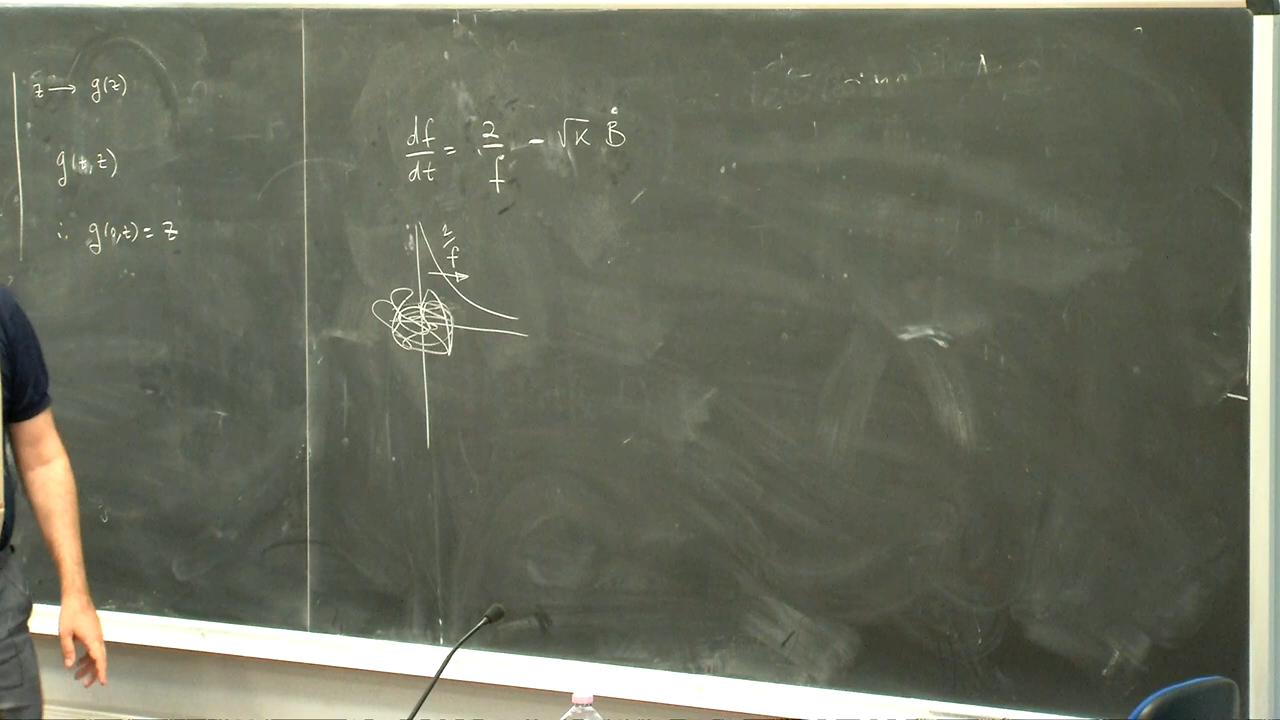 z → g(z)
g(t,z)
∴ g(0,t) = z
df/dt = 2/f - √K Ḃ
2/f